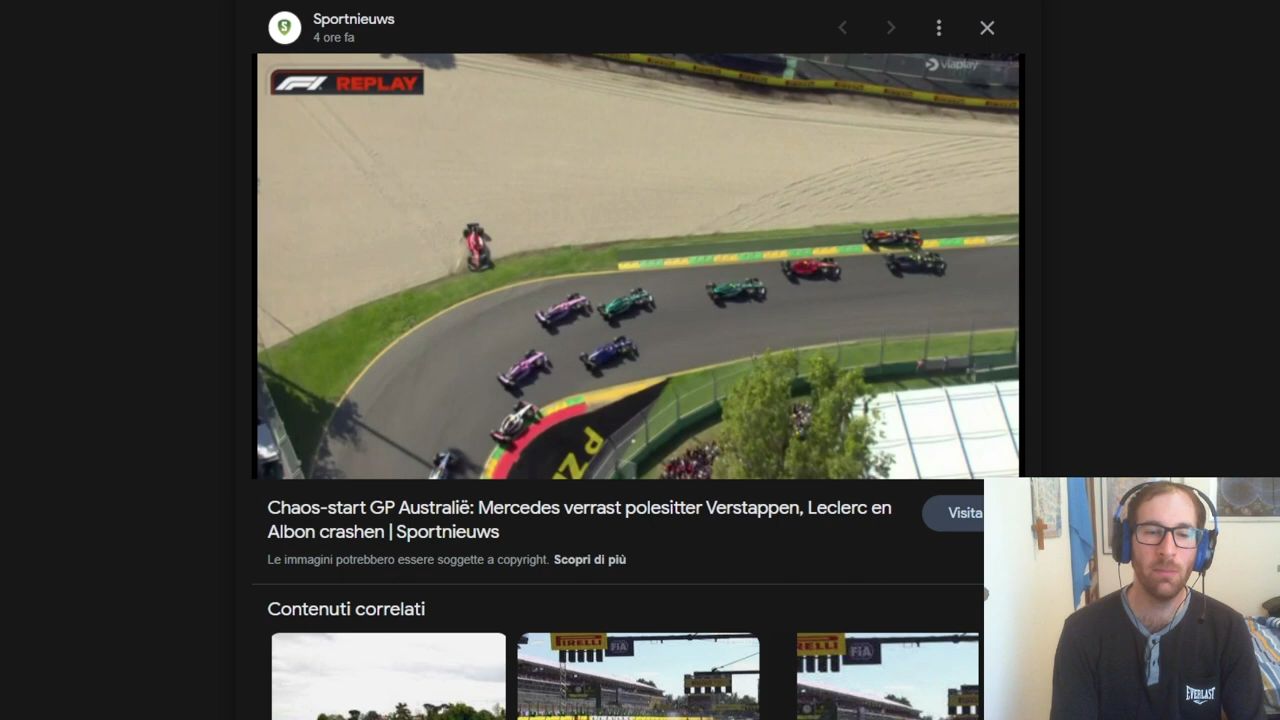 Sportnieuws
4 ore fa
viaplay
F1 REPLAY
Chaos-start GP Australië: Mercedes verrast polesitter Verstappen, Leclerc en
Albon crashen | Sportnieuws
Visita
Le immagini potrebbero essere soggette a copyright. Scopri di più
Contenuti correlati
PIRELLI
FiA
RELLI
FiA
EVERLAST